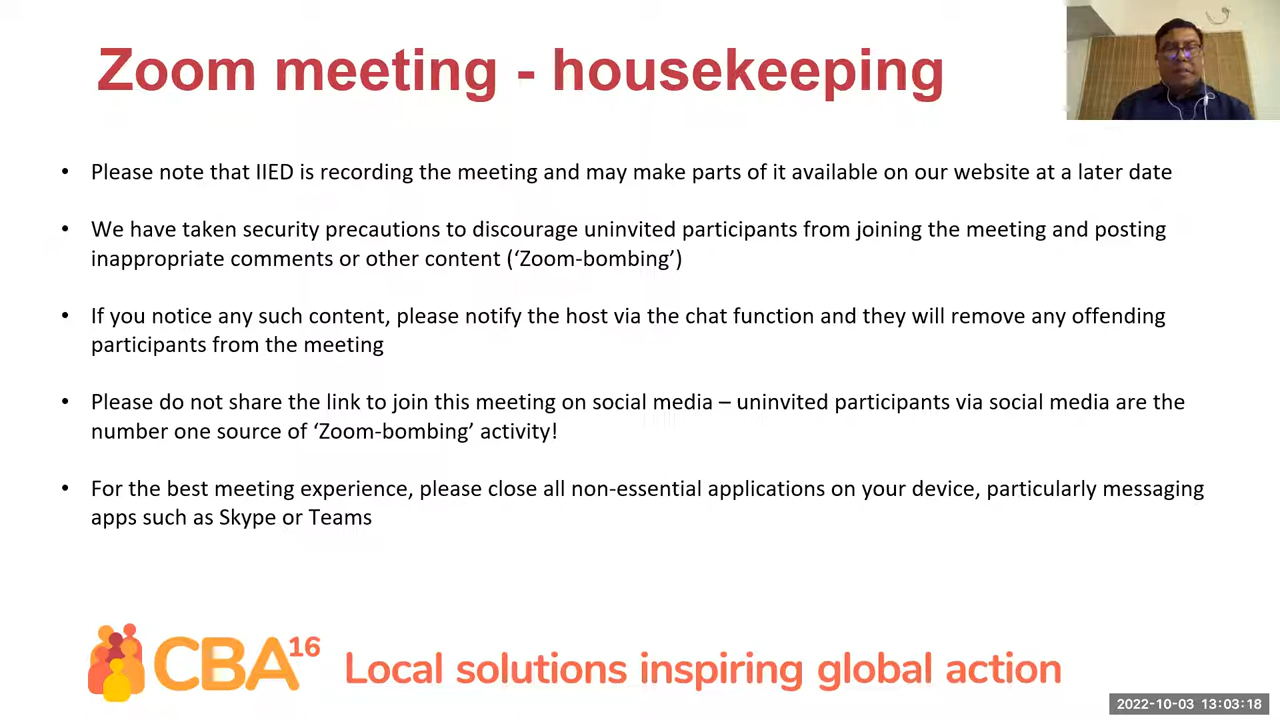 Zoom meeting - housekeeping
• Please note that IIED is recording the meeting and may make parts of it available on our website at a later date
• We have taken security precautions to discourage uninvited participants from joining the meeting and posting
inappropriate comments or other content (‘Zoom-bombing’)
• If you notice any such content, please notify the host via the chat function and they will remove any offending
participants from the meeting
• Please do not share the link to join this meeting on social media – uninvited participants via social media are the
number one source of ‘Zoom-bombing’ activity!
• For the best meeting experience, please close all non-essential applications on your device, particularly messaging
apps such as Skype or Teams
CBA16 Local solutions inspiring global action
2022-10-03 13:03:18